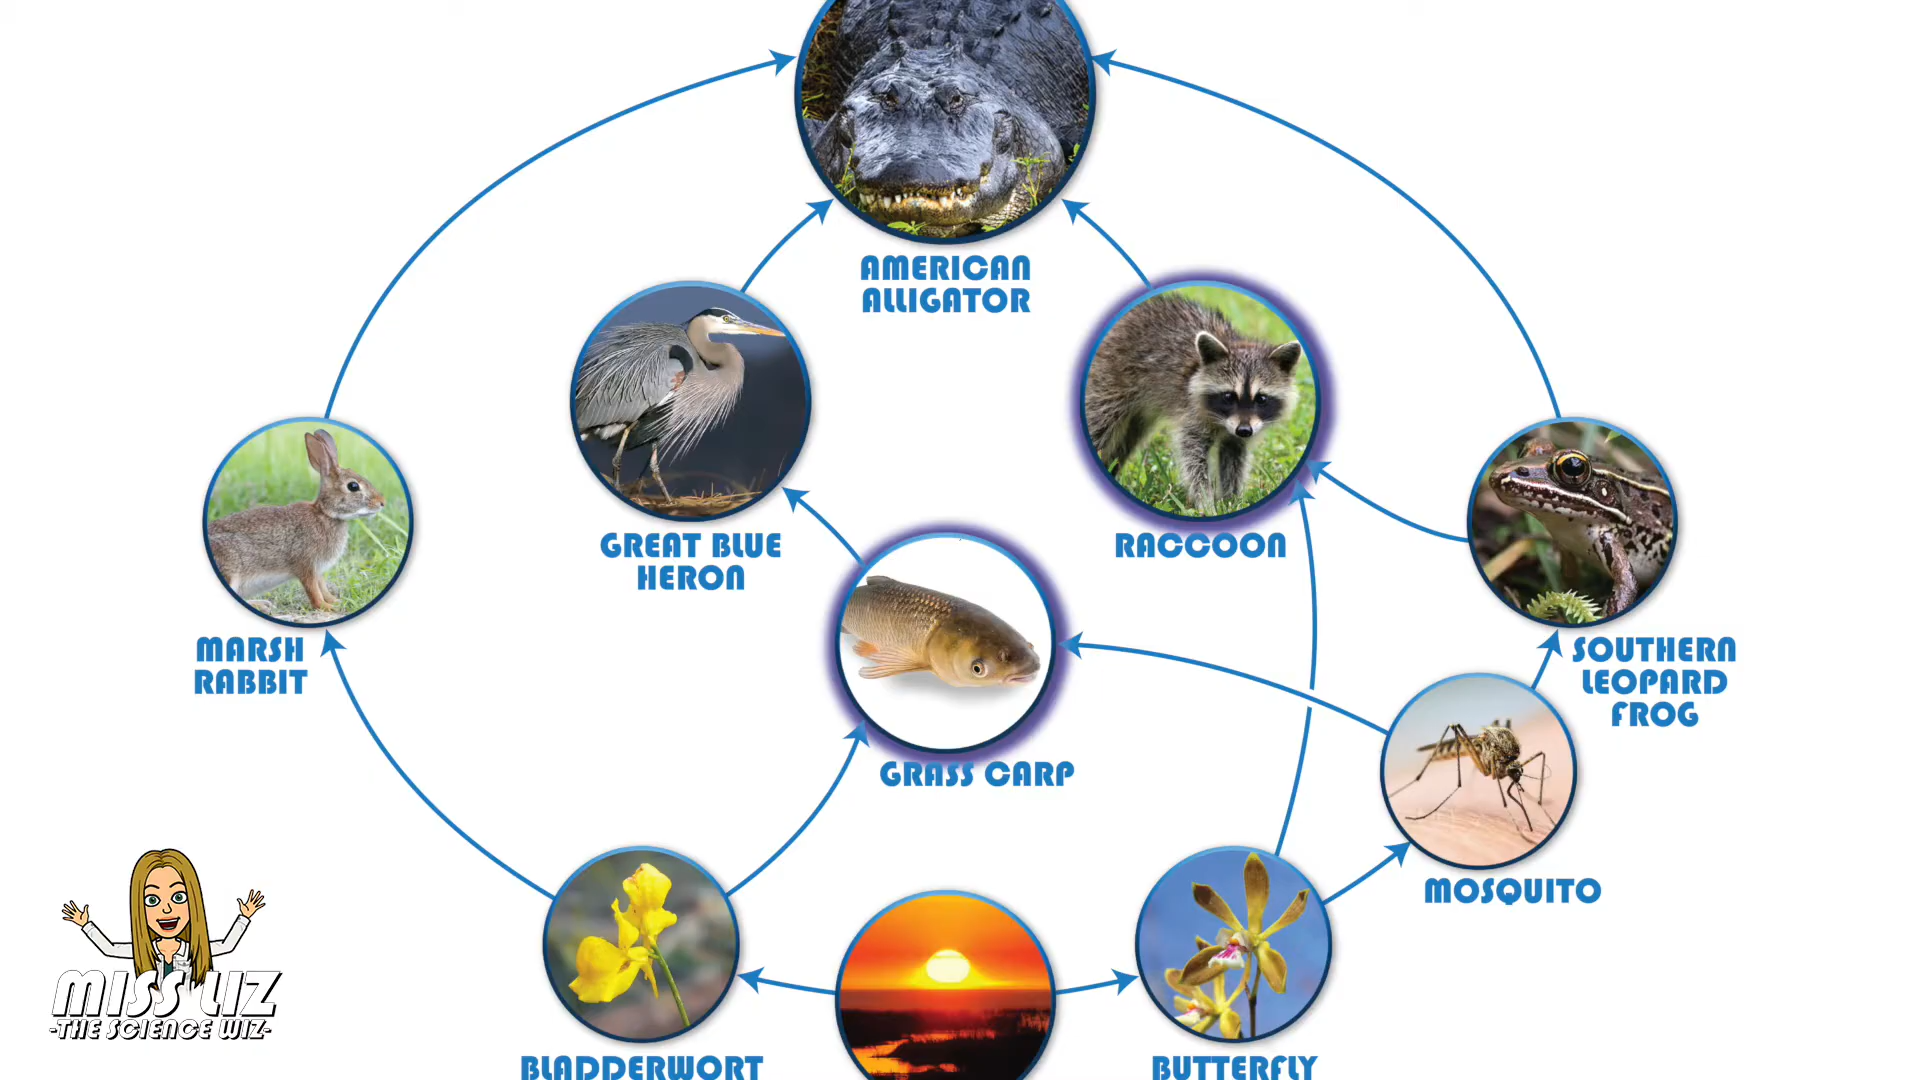 AMERICAN
ALLIGATOR
GREAT BLUE
HERON
RACCOON
MARSH
RABBIT
SOUTHERN
LEOPARD
FROG
GRASS CARP
MOSQUITO
BLADDERWORT
BUTTERFLY
MISS LIZ
-THE SCIENCE WIZ-